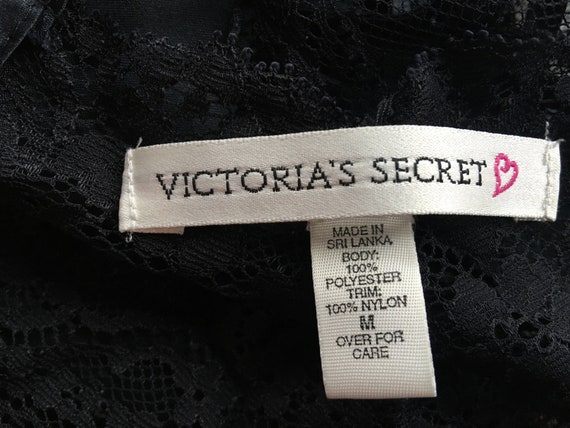 VICTORIA'S SECRET
MADE IN
SRI LANKA
BODY:
100%
POLYESTER
TRIM:
100% NYLON
M
OVER FOR
CARE